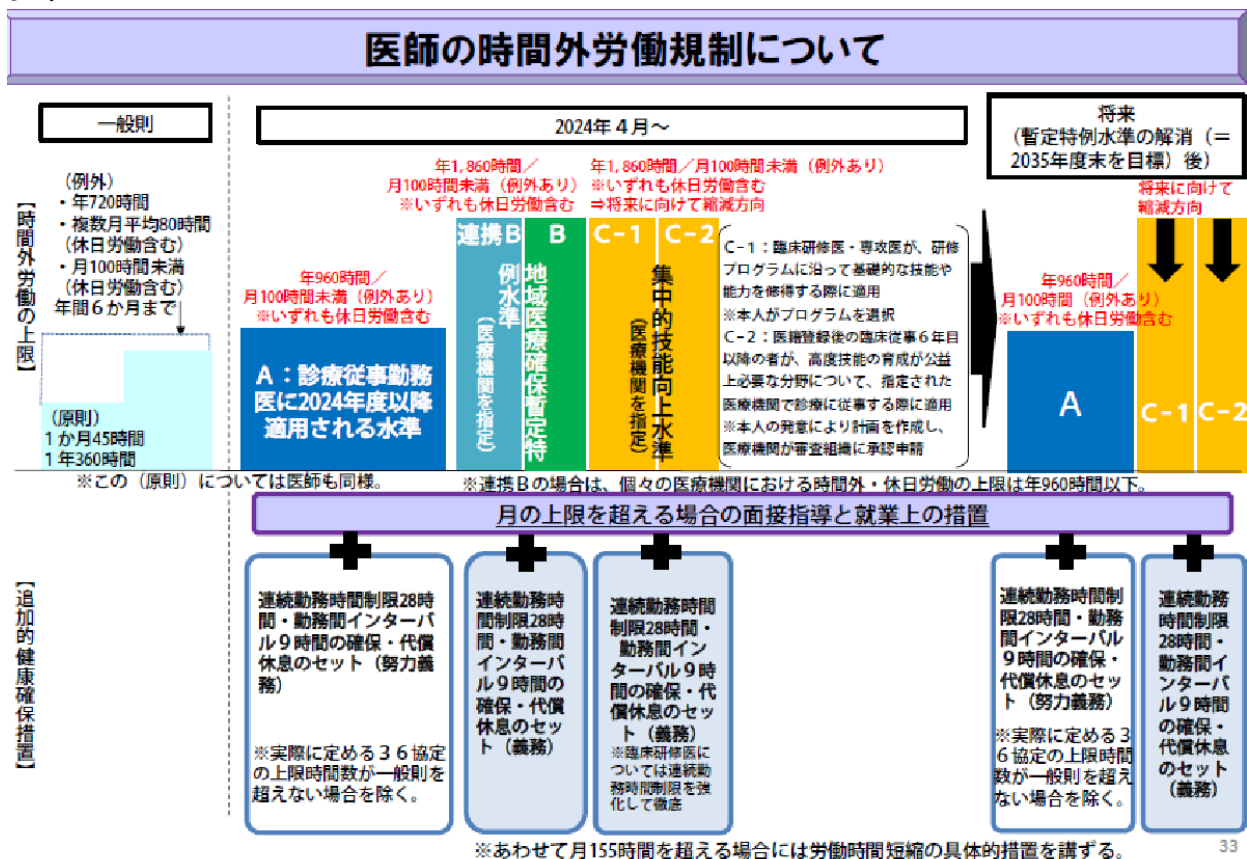 医師の時間外労働規制について
一般則
2024年４月～
将来
（暫定特例水準の解消（＝
2035年度末を目標）後）
【時間外労働の上限】
（例外）
・年720時間
・複数月平均80時間
（休日労働含む）
・月100時間未満
（休日労働含む）
年間６か月まで
（原則）
１か月45時間
１年360時間
年960時間／
月100時間未満（例外あり）
※いずれも休日労働含む
A：診療従事勤務
医に2024年度以降
適用される水準
年1,860時間／
月100時間未満（例外あり）
※いずれも休日労働含む
連携B
B
地域医療確保暫定特
例水準
（医療機関を指定）
年1,860時間／月100時間未満（例外あり）
※いずれも休日労働含む
⇒将来に向けて縮減方向
C-1
C-2
集中的技能向上水準
（医療機関を指定）
C-1：臨床研修医・専攻医が、研修
プログラムに沿って基礎的な技能や
能力を修得する際に適用
※本人がプログラムを選択
C-2：医籍登録後の臨床従事６年目
以降の者が、高度技能の育成が公益
上必要な分野について、指定された
医療機関で診療に従事する際に適用
※本人の発意により計画を作成し、
医療機関が審査組織に承認申請
年960時間／
月100時間（例外あり）
※いずれも休日労働含む
A
将来に向けて
縮減方向
C-1
C-2
※この（原則）については医師も同様。
※連携Bの場合は、個々の医療機関における時間外・休日労働の上限は年960時間以下。
月の上限を超える場合の面接指導と就業上の措置
【追加的健康確保措置】
連続勤務時間制限28時
間・勤務間インターバ
ル９時間の確保・代償
休息のセット（努力義
務）
※実際に定める３６協定
の上限時間数が一般則を
超えない場合を除く。
連続勤務時
間制限28時
間・勤務間
インターバ
ル９時間の
確保・代償
休息のセッ
ト（義務）
連続勤務時間
制限28時間・
勤務間イン
ターバル９時
間の確保・代
償休息のセッ
ト（義務）
※臨床研修医に
ついては連続勤
務時間制限を強
化して徹底
連続勤務時間制
限28時間・勤務
間インターバル
９時間の確保・
代償休息のセッ
ト（努力義務）
※実際に定める３
６協定の上限時間
数が一般則を超え
ない場合を除く。
連続勤務
時間制限
28時間・
勤務間イ
ンターバ
ル９時間
の確保・
代償休息
のセット
（義務）
※あわせて月155時間を超える場合には労働時間短縮の具体的措置を講ずる。
33